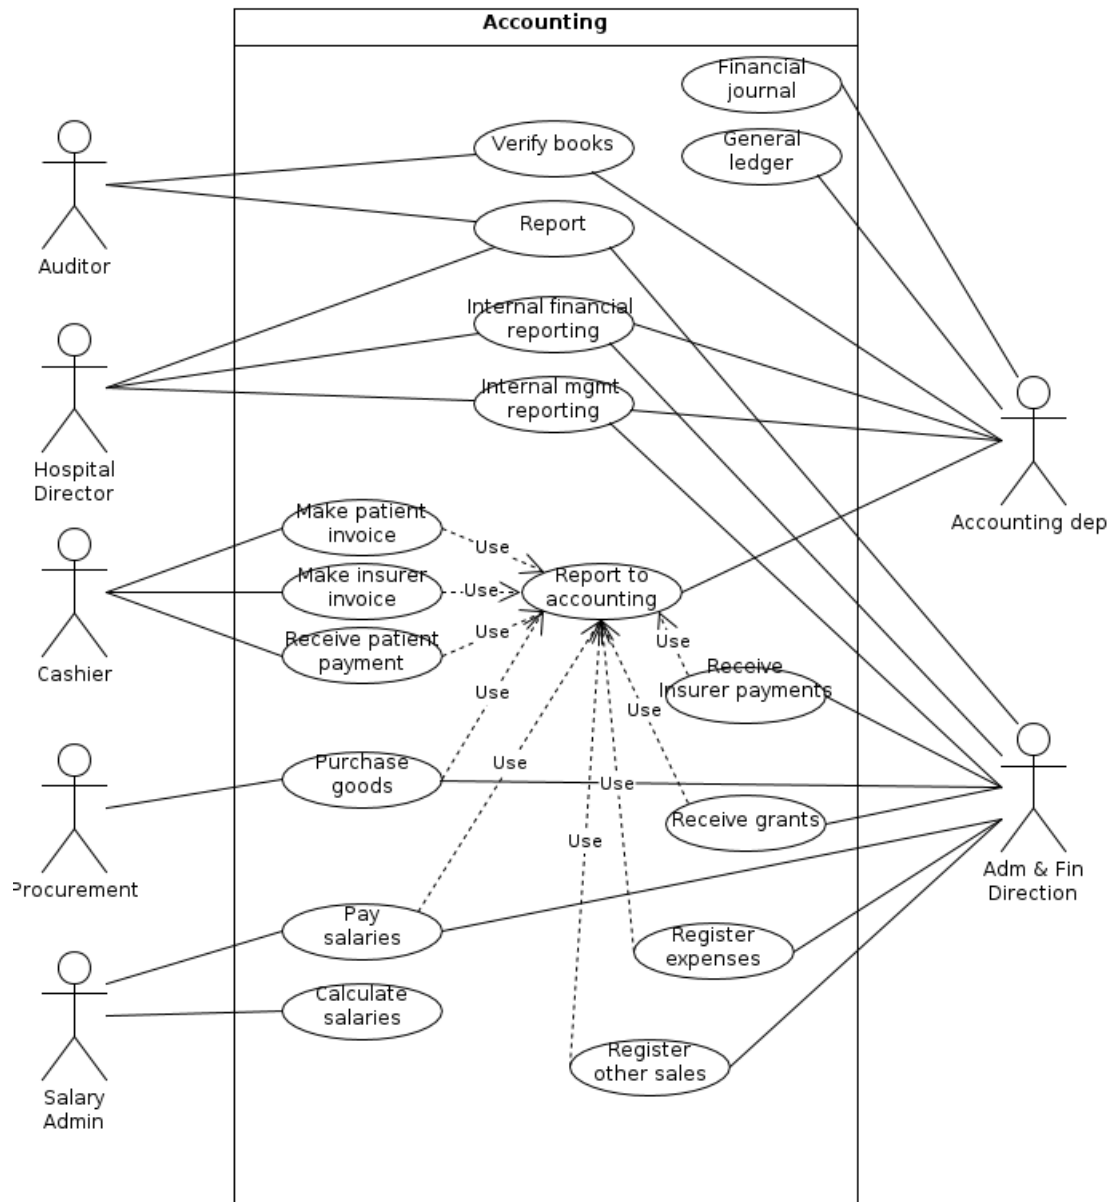 Accounting
Financial
journal
General
ledger
Verify books
Report
Auditor
Internal financial
reporting
Internal mgmt
reporting
Hospital
Director
Accounting dep
Make patient
invoice
Use
Make insurer
invoice
Use
Report to
accounting
Receive patient
payment
Use
Use
Cashier
Receive
Insurer payments
Use
Use
Use
Purchase
goods
Use
Receive grants
Use
Procurement
Adm & Fin
Direction
Pay
salaries
Register
expenses
Calculate
salaries
Register
other sales
Salary
Admin